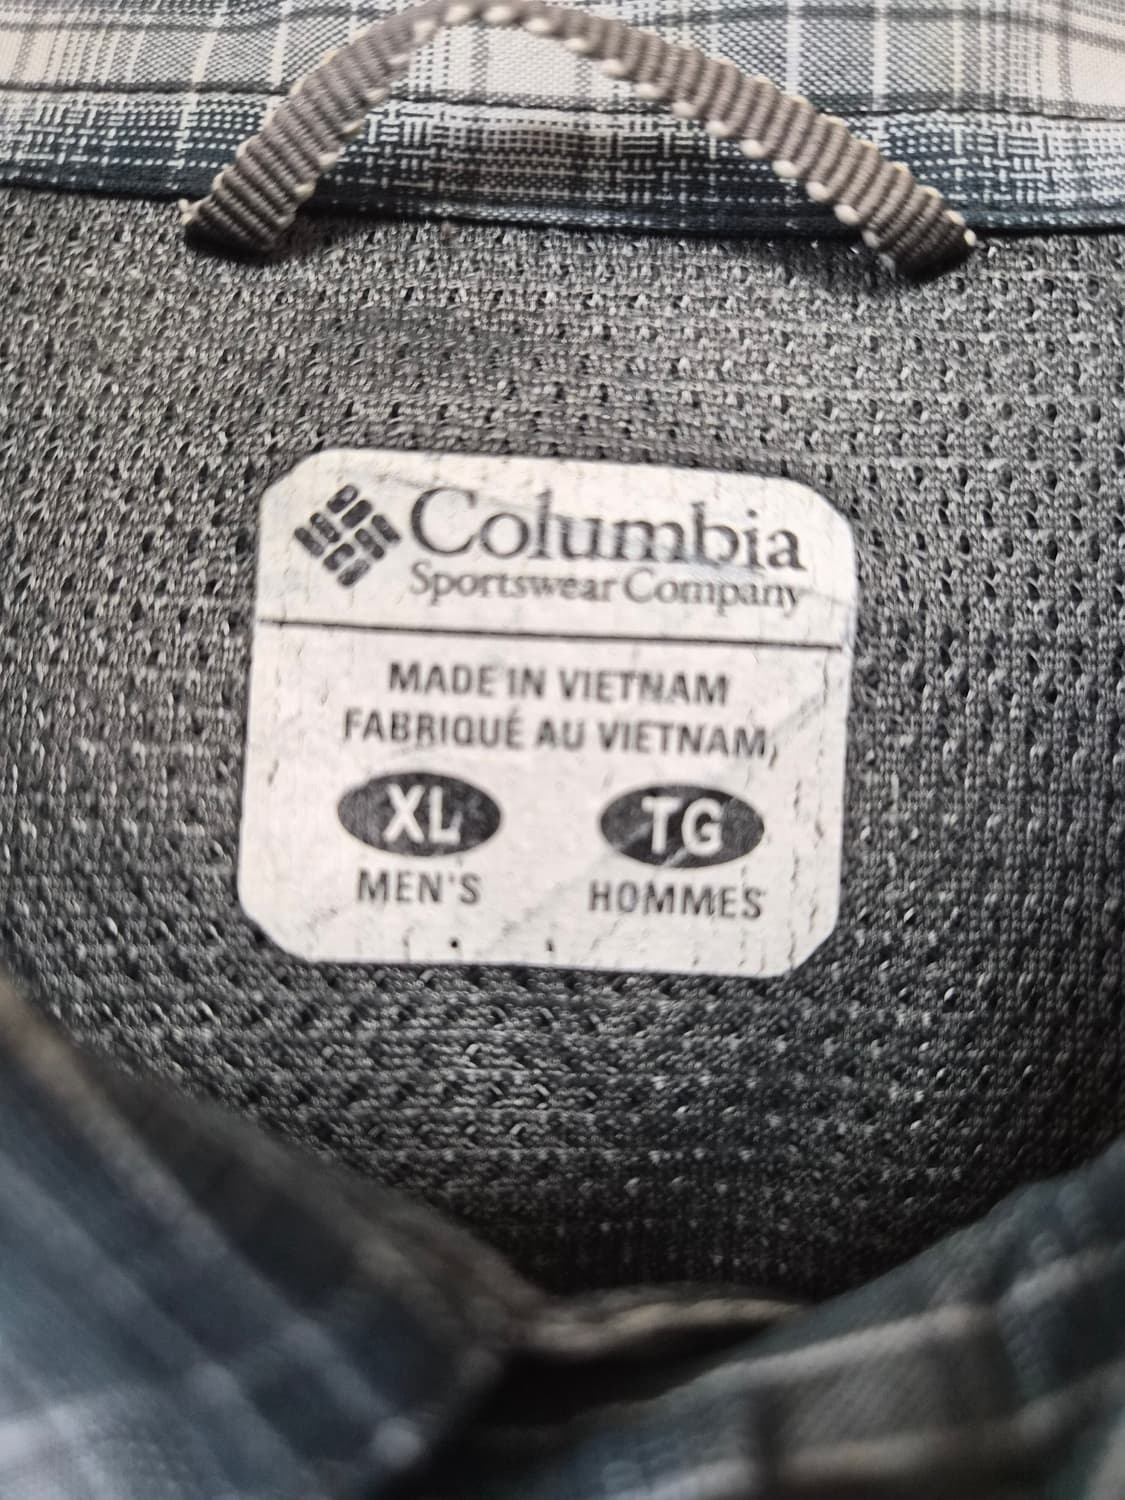 Columbia
Sportswear Company
MADE IN VIETNAM
FABRIQUÉ AU VIETNAM
XL TG
MEN'S HOMMES